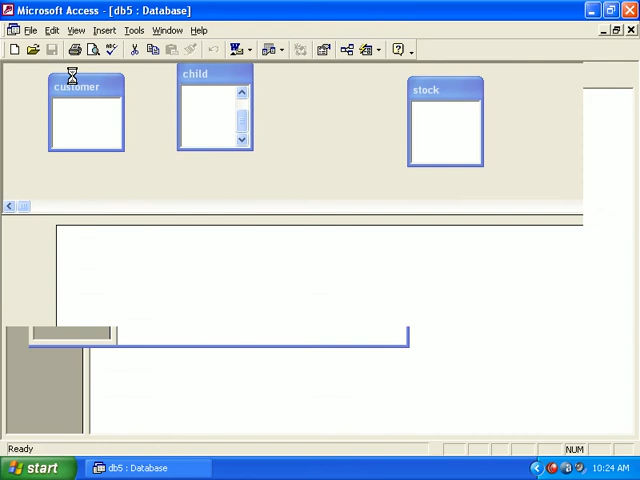 Microsoft Access - [db5 : Database]
File Edit View Insert Tools Window Help
customer
child
stock
Ready
NUM
start
db5 : Database
10:24 AM